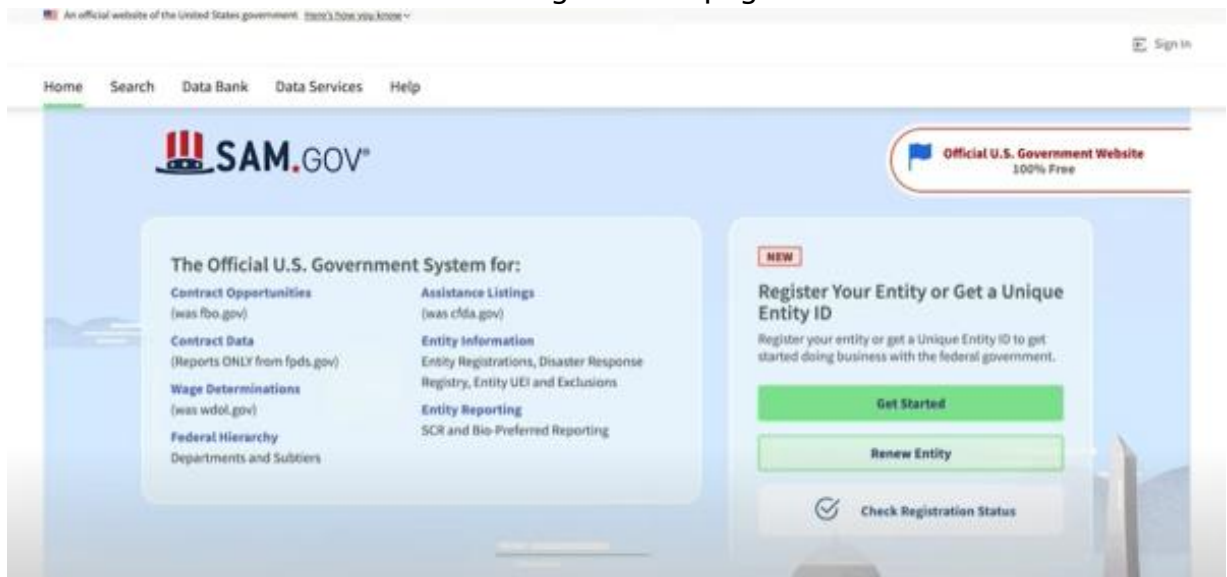 An official website of the United States government Here's how you know
Sign In
Home Search Data Bank Data Services Help
SAM.GOV®
Official U.S. Government Website
100% Free
The Official U.S. Government System for:
Contract Opportunities
(was fbo.gov)
Contract Data
(Reports ONLY from fpds.gov)
Wage Determinations
(was wdol.gov)
Federal Hierarchy
Departments and Subtiers
Assistance Listings
(was cfda.gov)
Entity Information
Entity Registrations, Disaster Response
Registry, Entity UEI and Exclusions
Entity Reporting
SCR and Bio-Preferred Reporting
NEW
Register Your Entity or Get a Unique
Entity ID
Register your entity or get a Unique Entity ID to get
started doing business with the federal government.
Get Started
Renew Entity
Check Registration Status